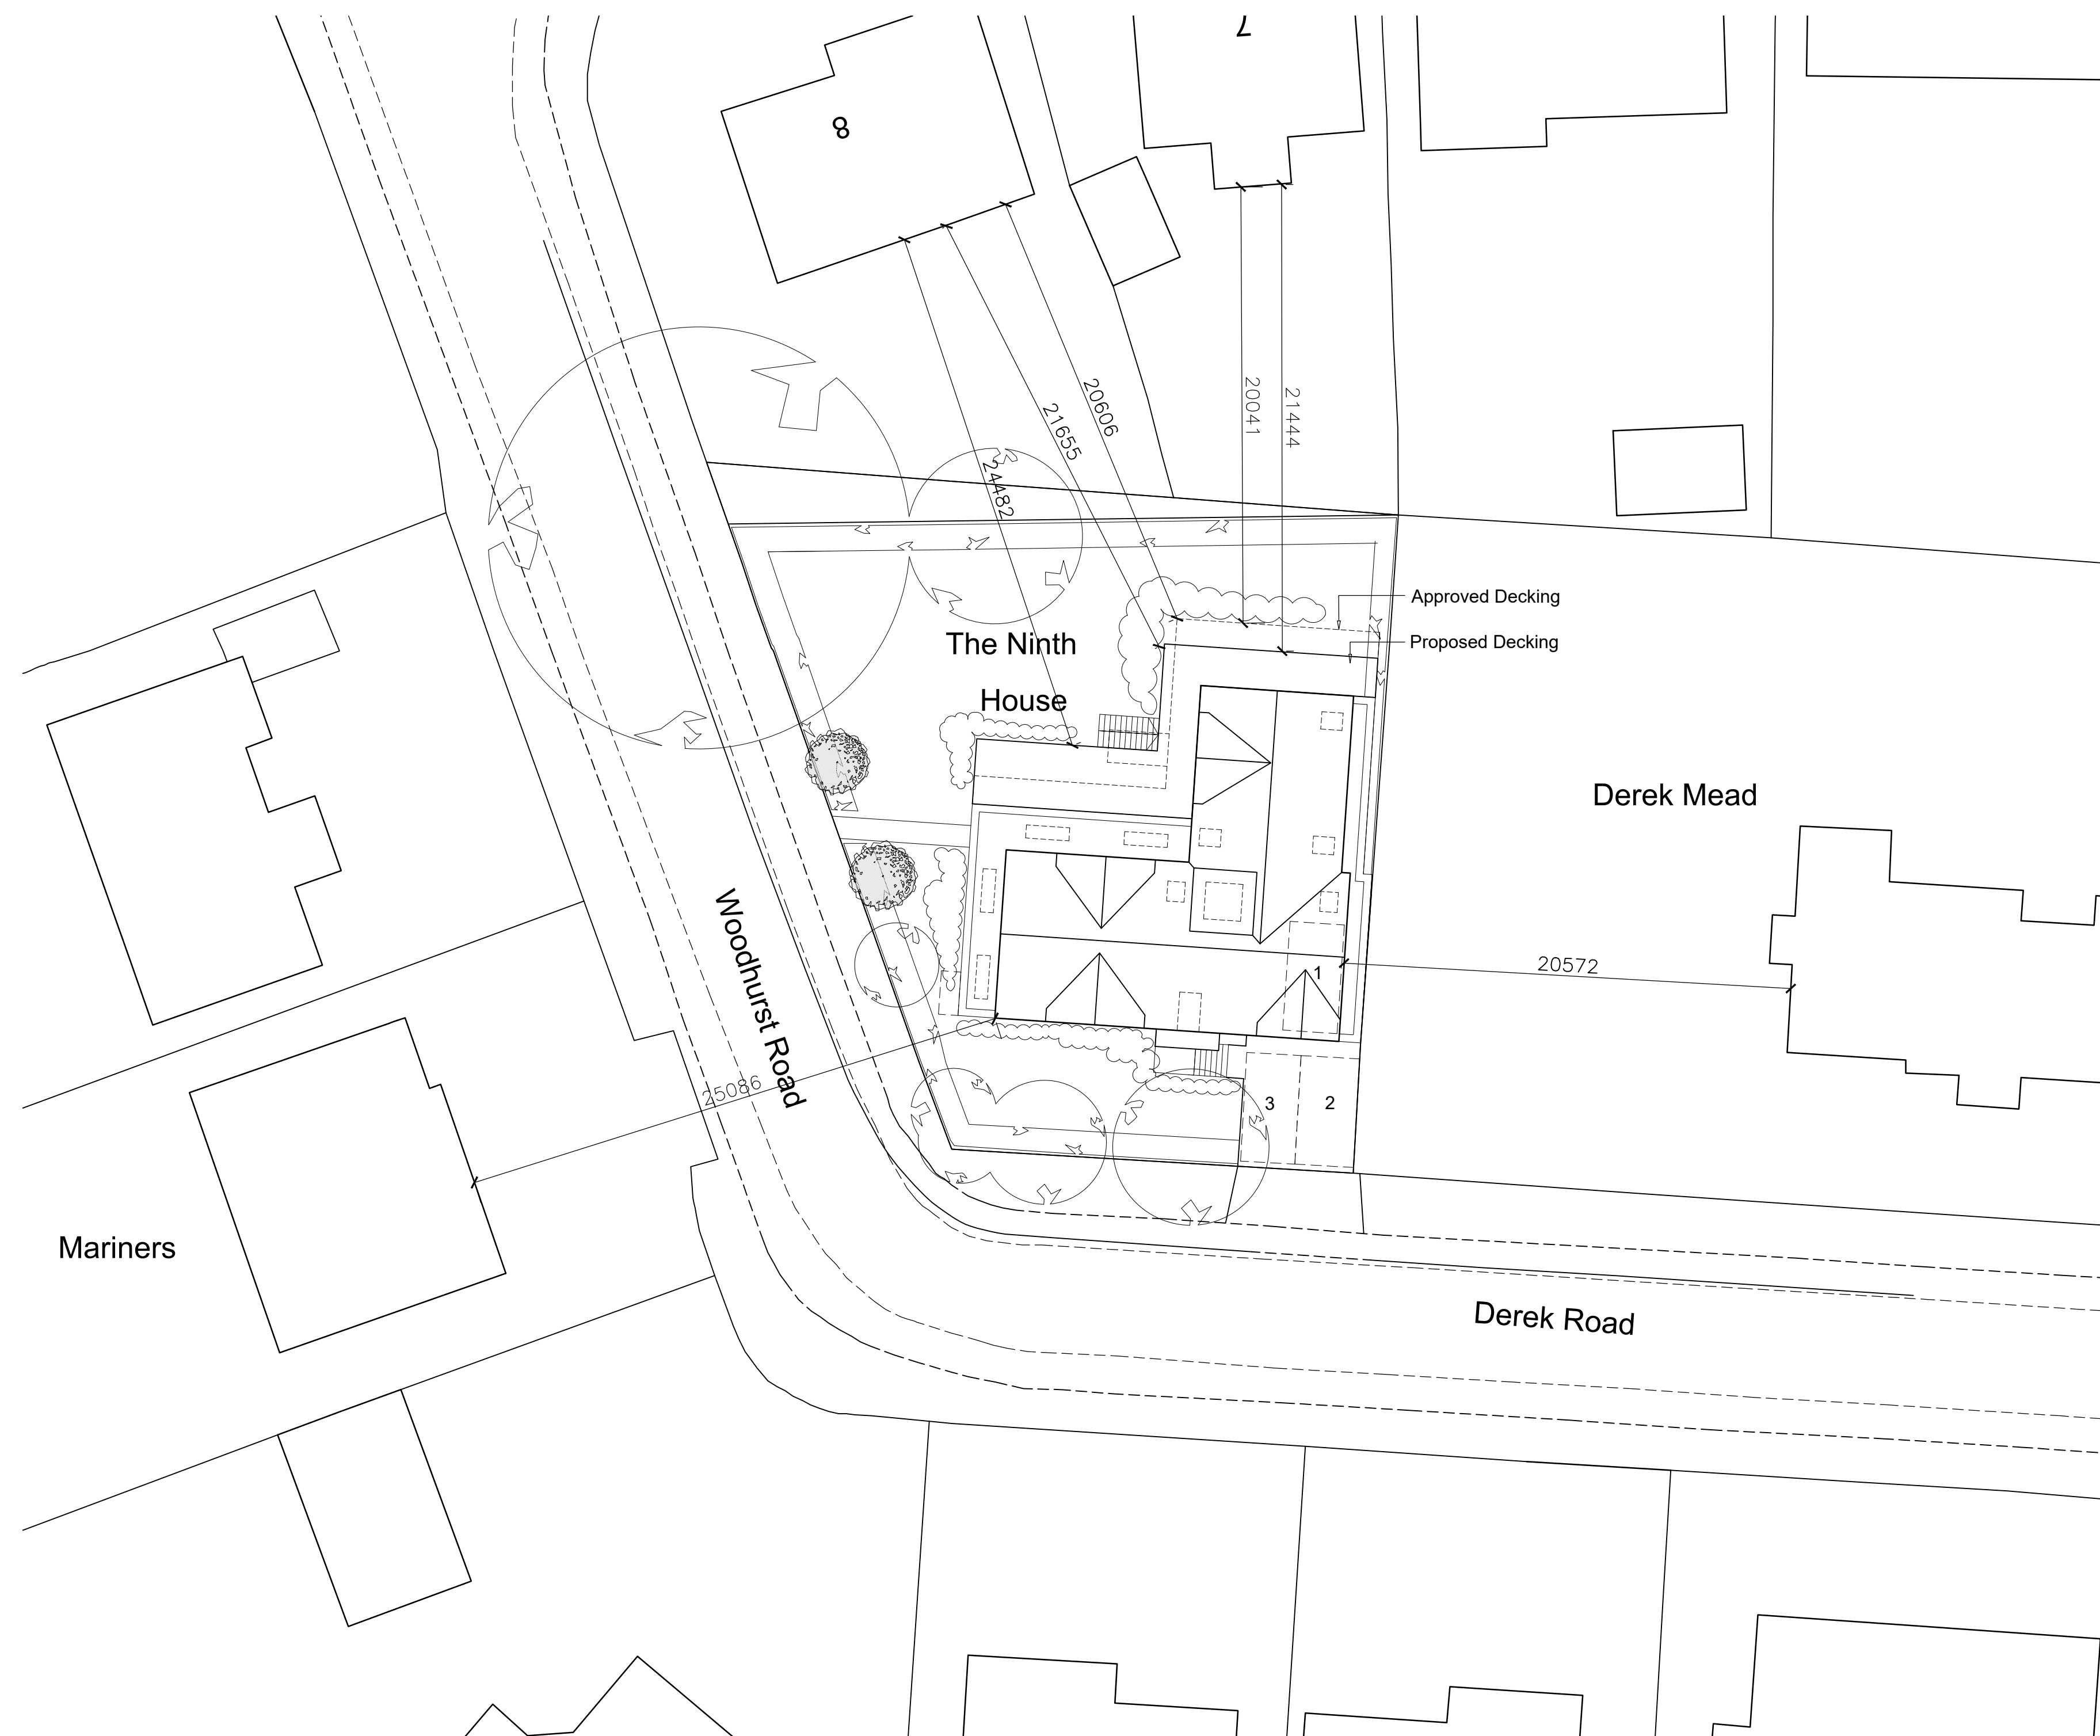 7
8
20606
21655
24482
20041
21444
Approved Decking
Proposed Decking
The Ninth
House
Derek Mead
Woodhurst Road
1
20572
25086
3
2
Mariners
Derek Road